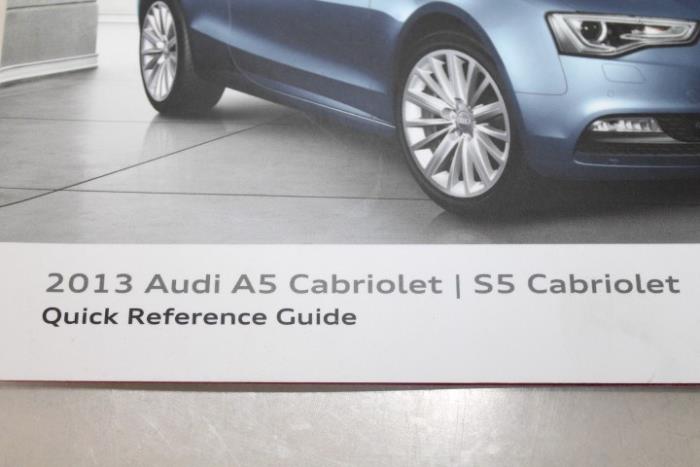 2013 Audi A5 Cabriolet | S5 Cabriolet
Quick Reference Guide